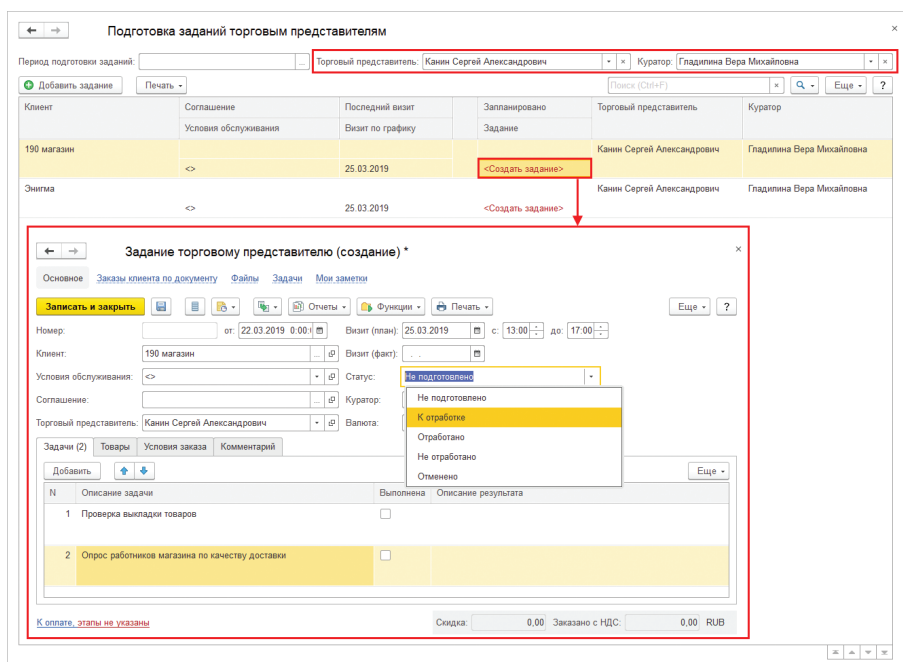 Подготовка заданий торговым представителям
Период подготовки заданий: Торговый представитель: Канин Сергей Александрович Куратор: Гладилина Вера Михайловна
Добавить задание Печать Поиск (Ctrl+F) Еще ?
Клиент Соглашение Последний визит Запланировано Торговый представитель Куратор
Условия обслуживания Визит по графику Задание
190 магазин Канин Сергей Александрович Гладилина Вера Михайловна
<> 25.03.2019 <Создать задание>
Энигма Канин Сергей Александрович Гладилина Вера Михайловна
<> 25.03.2019 <Создать задание>
Задание торговому представителю (создание) *
Основное Заказы клиента по документу Файлы Задачи Мои заметки
Записать и закрыть Отчеты Функции Печать Еще ?
Номер: от: 22.03.2019 0:00: Визит (план): 25.03.2019 с: 13:00 до: 17:00
Клиент: 190 магазин Визит (факт): . .
Условия обслуживания: <> Статус: Не подготовлено
Соглашение: Куратор:
Торговый представитель: Канин Сергей Александрович Валюта:
Не подготовлено
К отработке
Отработано
Не отработано
Отменено
Задачи (2) Товары Условия заказа Комментарий
Добавить Еще
N Описание задачи Выполнена Описание результата
1 Проверка выкладки товаров
2 Опрос работников магазина по качеству доставки
К оплате, этапы не указаны Скидка: 0,00 Заказано с НДС: 0,00 RUB